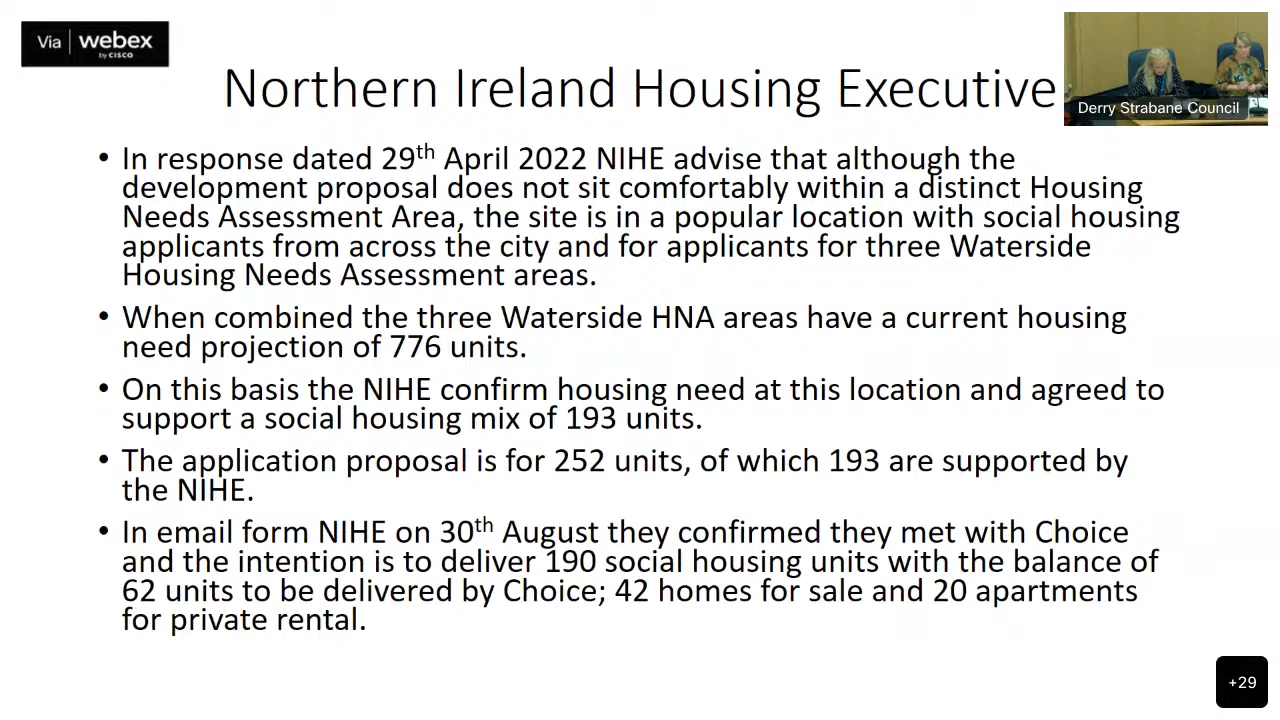 Via webex
by CISCO
Northern Ireland Housing Executive
Derry Strabane Council
• In response dated 29th April 2022 NIHE advise that although the
development proposal does not sit comfortably within a distinct Housing
Needs Assessment Area, the site is in a popular location with social housing
applicants from across the city and for applicants for three Waterside
Housing Needs Assessment areas.
• When combined the three Waterside HNA areas have a current housing
need projection of 776 units.
• On this basis the NIHE confirm housing need at this location and agreed to
support a social housing mix of 193 units.
• The application proposal is for 252 units, of which 193 are supported by
the NIHE.
• In email form NIHE on 30th August they confirmed they met with Choice
and the intention is to deliver 190 social housing units with the balance of
62 units to be delivered by Choice; 42 homes for sale and 20 apartments
for private rental.
+29